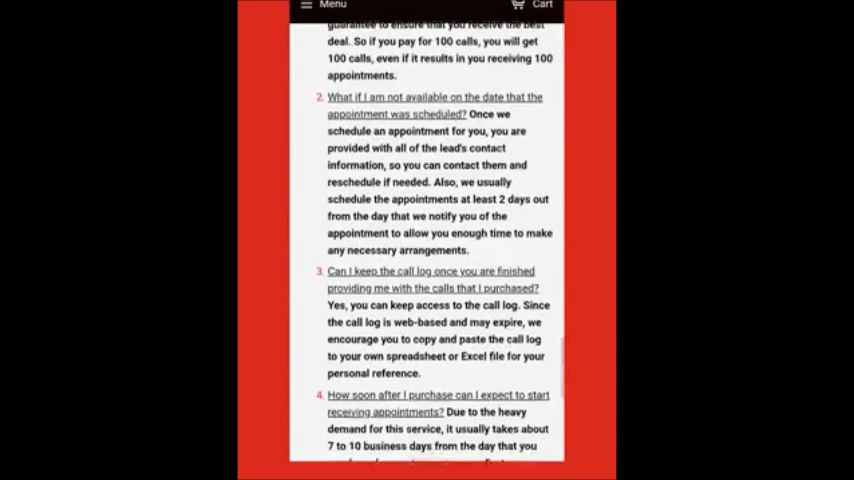 Menu
Cart
guarantee to ensure that you receive the best
deal. So if you pay for 100 calls, you will get
100 calls, even if it results in you receiving 100
appointments.
2. What if I am not available on the date that the
appointment was scheduled? Once we
schedule an appointment for you, you are
provided with all of the lead's contact
information, so you can contact them and
reschedule if needed. Also, we usually
schedule the appointments at least 2 days out
from the day that we notify you of the
appointment to allow you enough time to make
any necessary arrangements.
3. Can I keep the call log once you are finished
providing me with the calls that I purchased?
Yes, you can keep access to the call log. Since
the call log is web-based and may expire, we
encourage you to copy and paste the call log
to your own spreadsheet or Excel file for your
personal reference.
4. How soon after I purchase can I expect to start
receiving appointments? Due to the heavy
demand for this service, it usually takes about
7 to 10 business days from the day that you